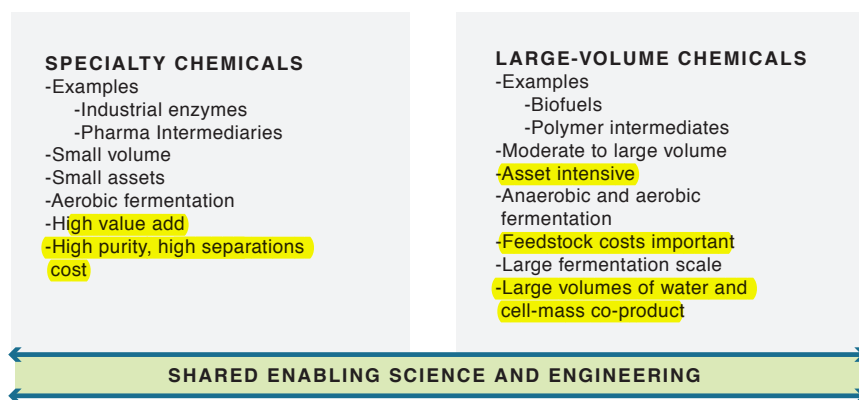 SPECIALTY CHEMICALS
-Examples
-Industrial enzymes
-Pharma Intermediaries
-Small volume
-Small assets
-Aerobic fermentation
-High value add
-High purity, high separations
cost
LARGE-VOLUME CHEMICALS
-Examples
-Biofuels
-Polymer intermediates
-Moderate to large volume
-Asset intensive
-Anaerobic and aerobic
fermentation
-Feedstock costs important
-Large fermentation scale
-Large volumes of water and
cell-mass co-product
SHARED ENABLING SCIENCE AND ENGINEERING